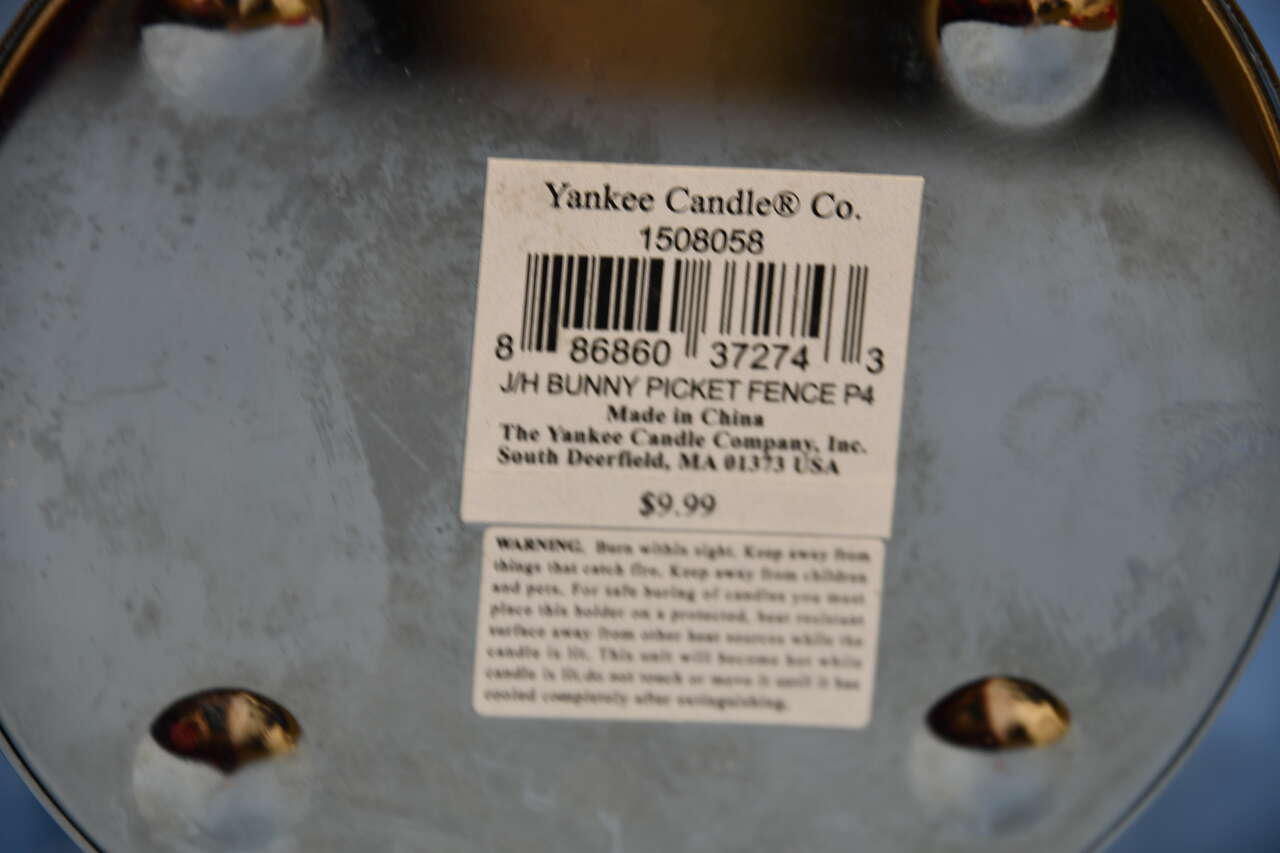 Yankee Candle® Co.
1508058
8 86860 37274 3
J/H BUNNY PICKET FENCE P4
Made in China
The Yankee Candle Company, Inc.
South Deerfield, MA 01373 USA
$9.99
WARNING. Burn within sight. Keep away from
things that catch fire. Keep away from children
and pets. For safe buring of candles you must
place this holder on a protected, heat resistant
surface away from other heat sources while the
candle is lit. This unit will become hot while
candle is lit,do not touch or move it until it has
cooled completely after extinguishing.